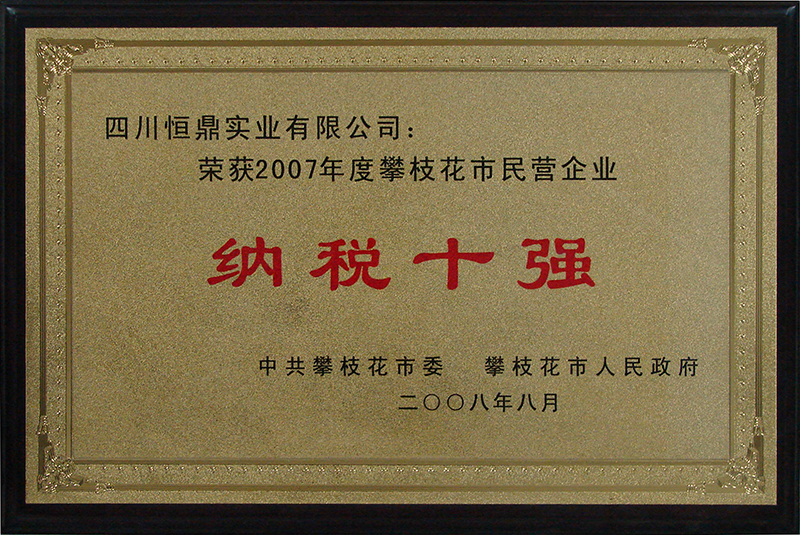 四川恒鼎实业有限公司：
荣获2007年度攀枝花市民营企业
纳税十强
中共攀枝花市委 攀枝花市人民政府
二〇〇八年八月